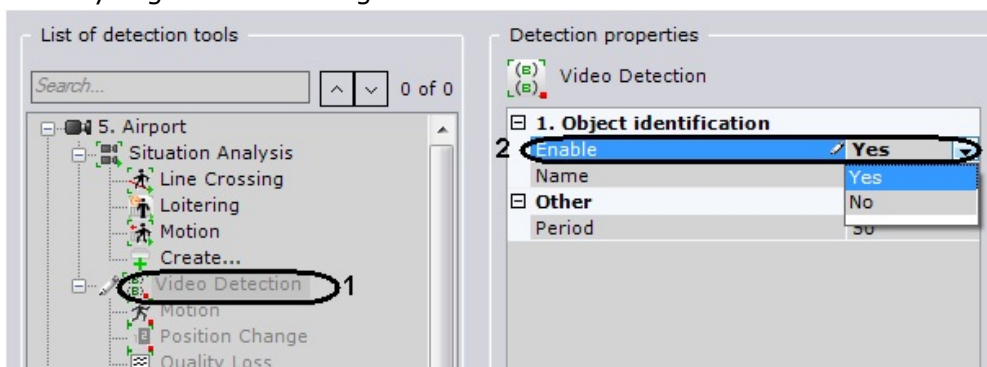 List of detection tools
Search...
0 of 0
5. Airport
Situation Analysis
Line Crossing
Loitering
Motion
Create...
Video Detection 1
Motion
Position Change
Quality Loss
Detection properties
Video Detection
1. Object identification
2 Enable Yes
Name Yes
No
Other
Period